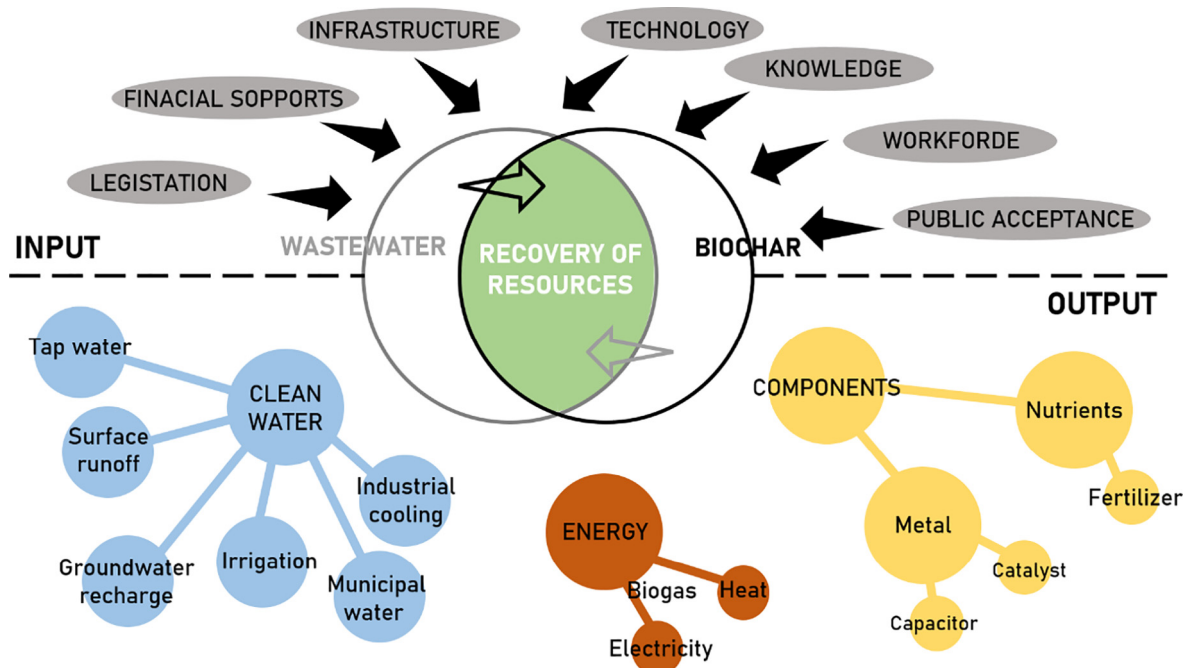 INFRASTRUCTURE
TECHNOLOGY
KNOWLEDGE
FINACIAL SOPPORTS
WORKFORDE
LEGISTATION
PUBLIC ACCEPTANCE
INPUT
WASTEWATER
RECOVERY OF
RESOURCES
BIOCHAR
OUTPUT
Tap water
CLEAN
WATER
Surface
runoff
Industrial
cooling
Groundwater
recharge
Irrigation
Municipal
water
ENERGY
Biogas
Heat
Electricity
COMPONENTS
Nutrients
Fertilizer
Metal
Catalyst
Capacitor